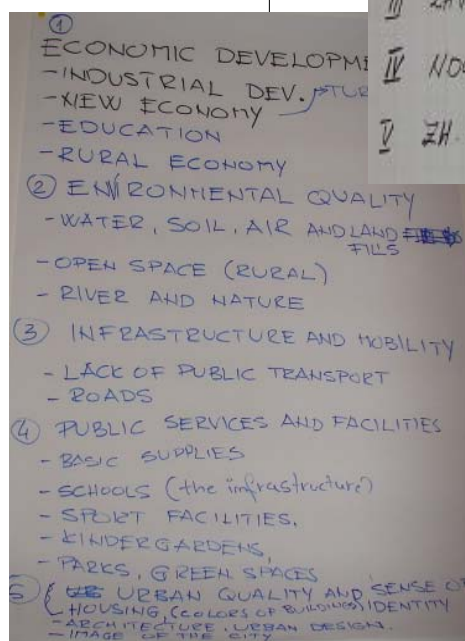 ①
ECONOMIC DEVELOPME
- INDUSTRIAL DEV.
- NEW ECONOMY
- EDUCATION
- RURAL ECONOMY
② ENVIRONMENTAL QUALITY
- WATER, SOIL, AIR AND LAND
FILLS
- OPEN SPACE (RURAL)
- RIVER AND NATURE
③ INFRASTRUCTURE AND MOBILITY
- LACK OF PUBLIC TRANSPORT
- ROADS
④ PUBLIC SERVICES AND FACILITIES
- BASIC SUPPLIES
- SCHOOLS (the infrastructure)
- SPORT FACILITIES,
- KINDERGARDENS,
- PARKS, GREEN SPACES
⑤ URBAN QUALITY AND SENSE OF
HOUSING, (COLORS OF BUILDINGS) IDENTITY
- ARCHITECTURE, URBAN DESIGN.
- IMAGE OF THE CITY
III
IV NO
V ZH.